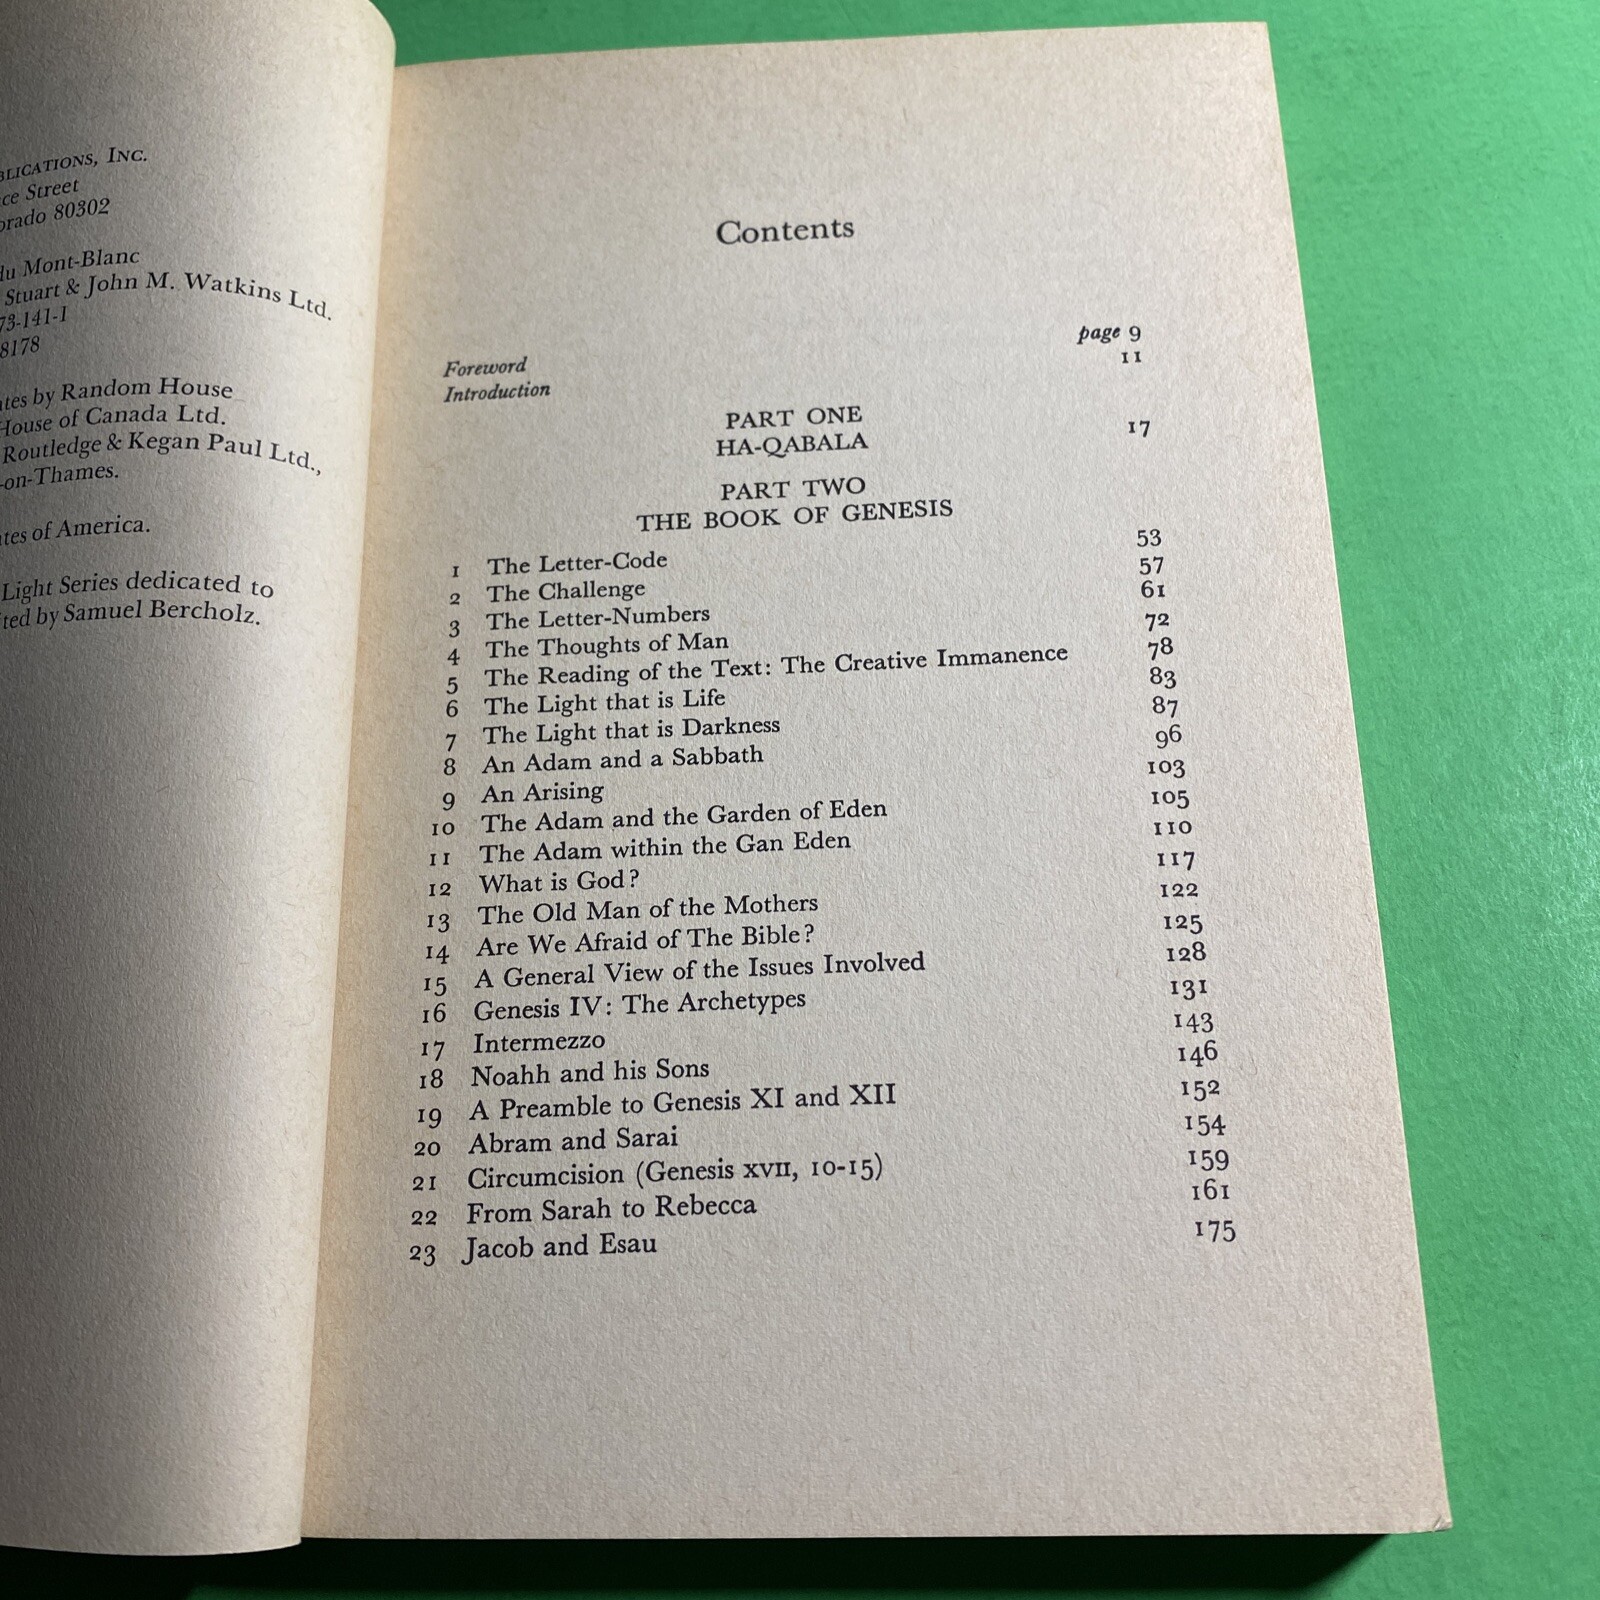 Inc.
Street
80302
du Mont-Blanc
Stuart & John M. Watkins Ltd.
73-141-1
8178
by Random House
House of Canada Ltd.
Routledge & Kegan Paul Ltd.,
-on-Thames.
of America.
Light Series dedicated to
by Samuel Bercholz.
Contents
Foreword page 9
Introduction 11
PART ONE
HA-QABALA 17
PART TWO
THE BOOK OF GENESIS
1 The Letter-Code 53
2 The Challenge 57
3 The Letter-Numbers 61
4 The Thoughts of Man 72
5 The Reading of the Text: The Creative Immanence 78
6 The Light that is Life 83
7 The Light that is Darkness 87
8 An Adam and a Sabbath 96
9 An Arising 103
10 The Adam and the Garden of Eden 105
11 The Adam within the Gan Eden 110
12 What is God? 117
13 The Old Man of the Mothers 122
14 Are We Afraid of The Bible? 125
15 A General View of the Issues Involved 128
16 Genesis IV: The Archetypes 131
17 Intermezzo 143
18 Noahh and his Sons 146
19 A Preamble to Genesis XI and XII 152
20 Abram and Sarai 154
21 Circumcision (Genesis XVII, 10-15) 159
22 From Sarah to Rebecca 161
23 Jacob and Esau 175